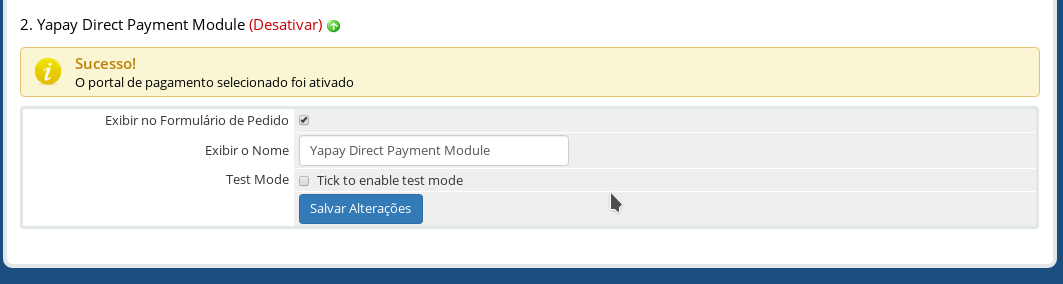 2. Yapay Direct Payment Module (Desativar)
Sucesso!
O portal de pagamento selecionado foi ativado
Exibir no Formulário de Pedido
Exibir o Nome Yapay Direct Payment Module
Test Mode Tick to enable test mode
Salvar Alterações